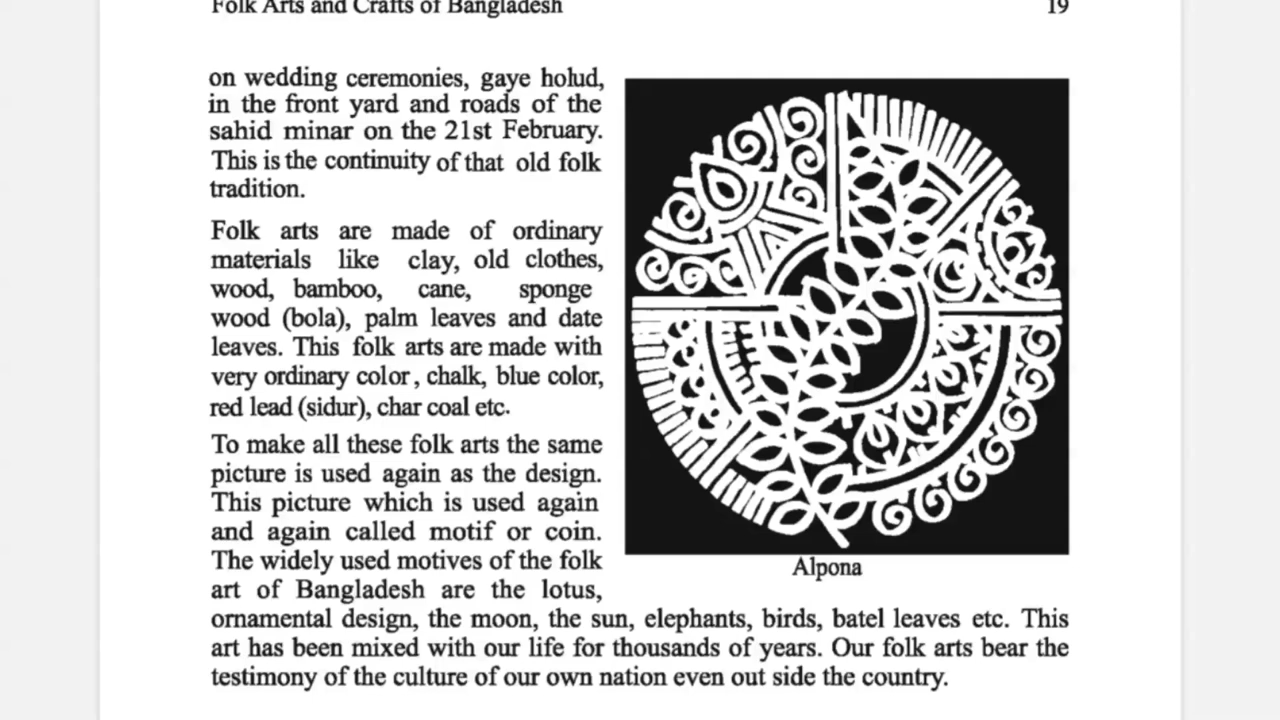 Folk Arts and Crafts of Bangladesh 19
on wedding ceremonies, gaye holud,
in the front yard and roads of the
sahid minar on the 21st February.
This is the continuity of that old folk
tradition.
Folk arts are made of ordinary
materials like clay, old clothes,
wood, bamboo, cane, sponge
wood (bola), palm leaves and date
leaves. This folk arts are made with
very ordinary color, chalk, blue color,
red lead (sidur), char coal etc.
To make all these folk arts the same
picture is used again as the design.
This picture which is used again
and again called motif or coin.
The widely used motives of the folk
art of Bangladesh are the lotus,
Alpona
ornamental design, the moon, the sun, elephants, birds, batel leaves etc. This
art has been mixed with our life for thousands of years. Our folk arts bear the
testimony of the culture of our own nation even out side the country.